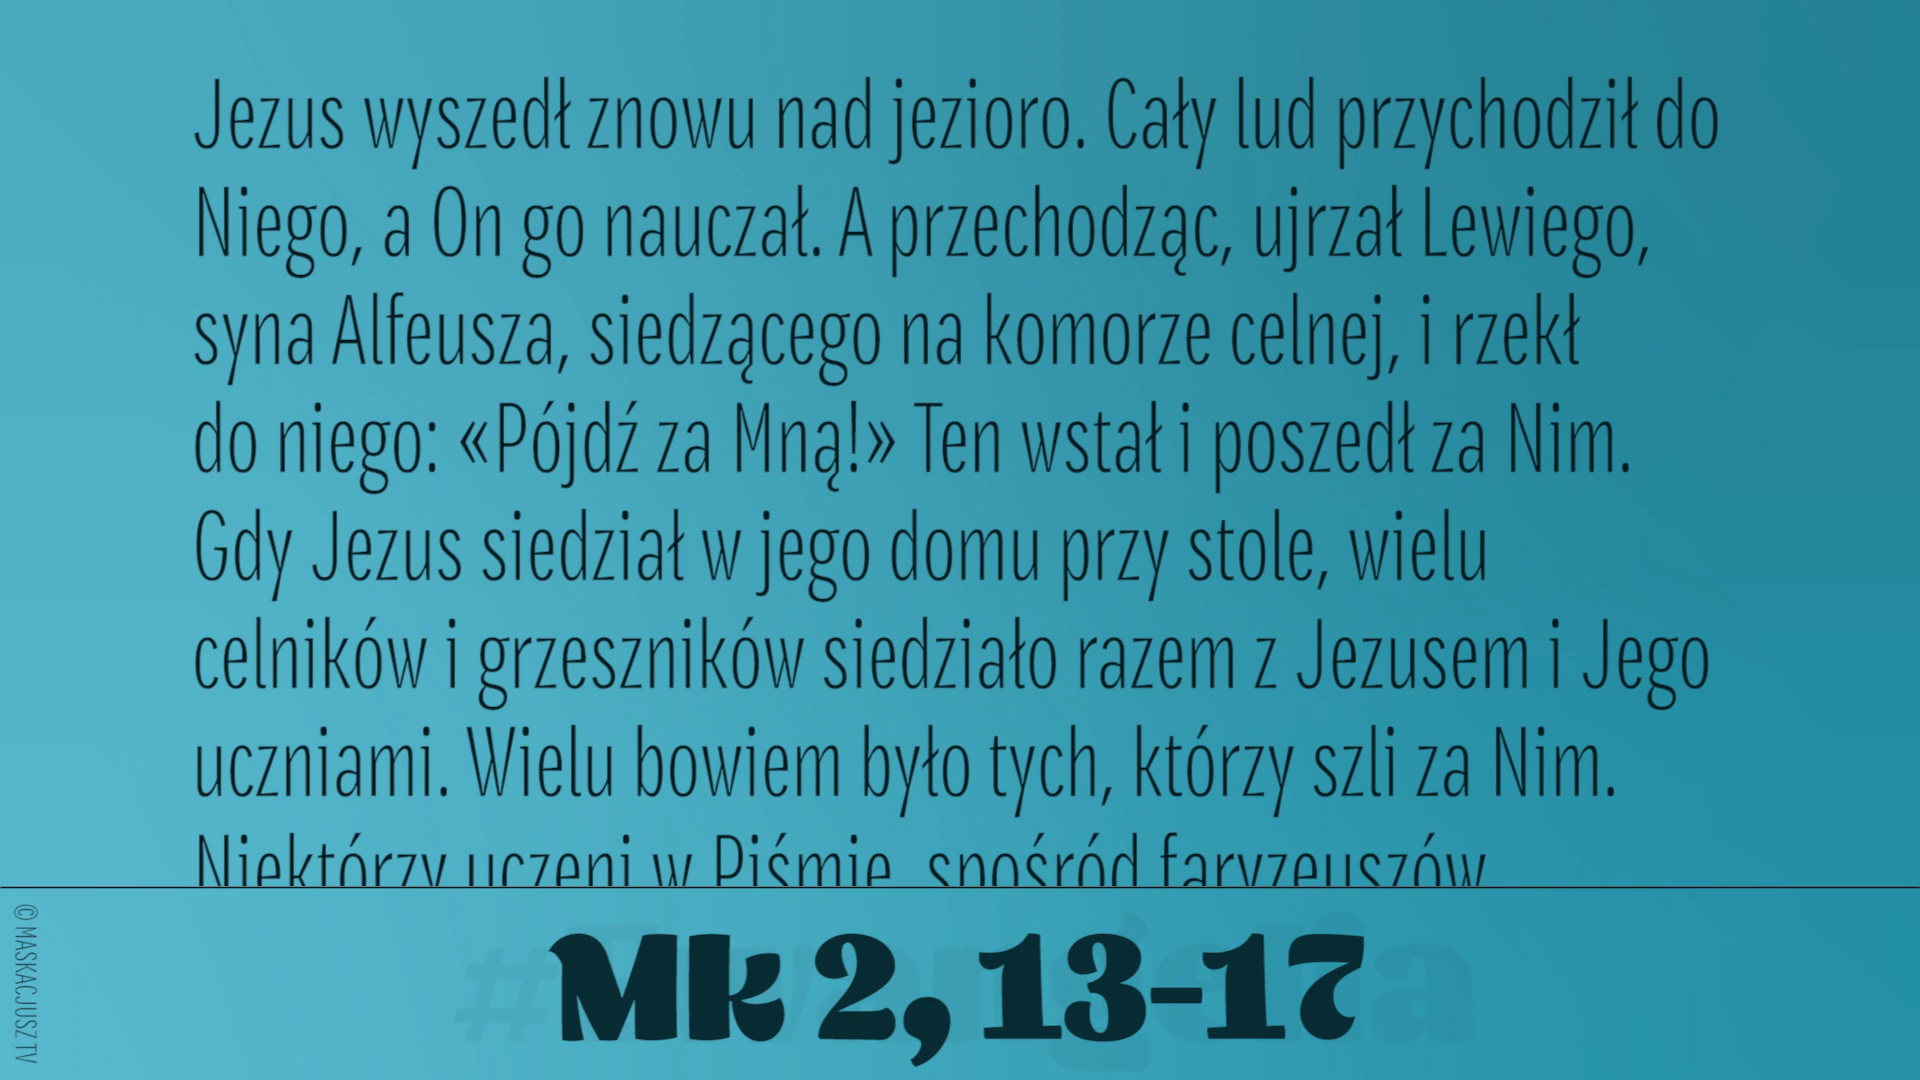 Jezus wyszedł znowu nad jezioro. Cały lud przychodził do
Niego, a On go nauczał. A przechodząc, ujrzał Lewiego,
syna Alfeusza, siedzącego na komorze celnej, i rzekł
do niego: «Pójdź za Mną!» Ten wstał i poszedł za Nim.
Gdy Jezus siedział w jego domu przy stole, wielu
celników i grzeszników siedziało razem z Jezusem i Jego
uczniami. Wielu bowiem było tych, którzy szli za Nim.
Niektórzy uczeni w Piśmie, spośród faryzeuszów
Mk 2, 13-17
© MASKACJUSZ TV